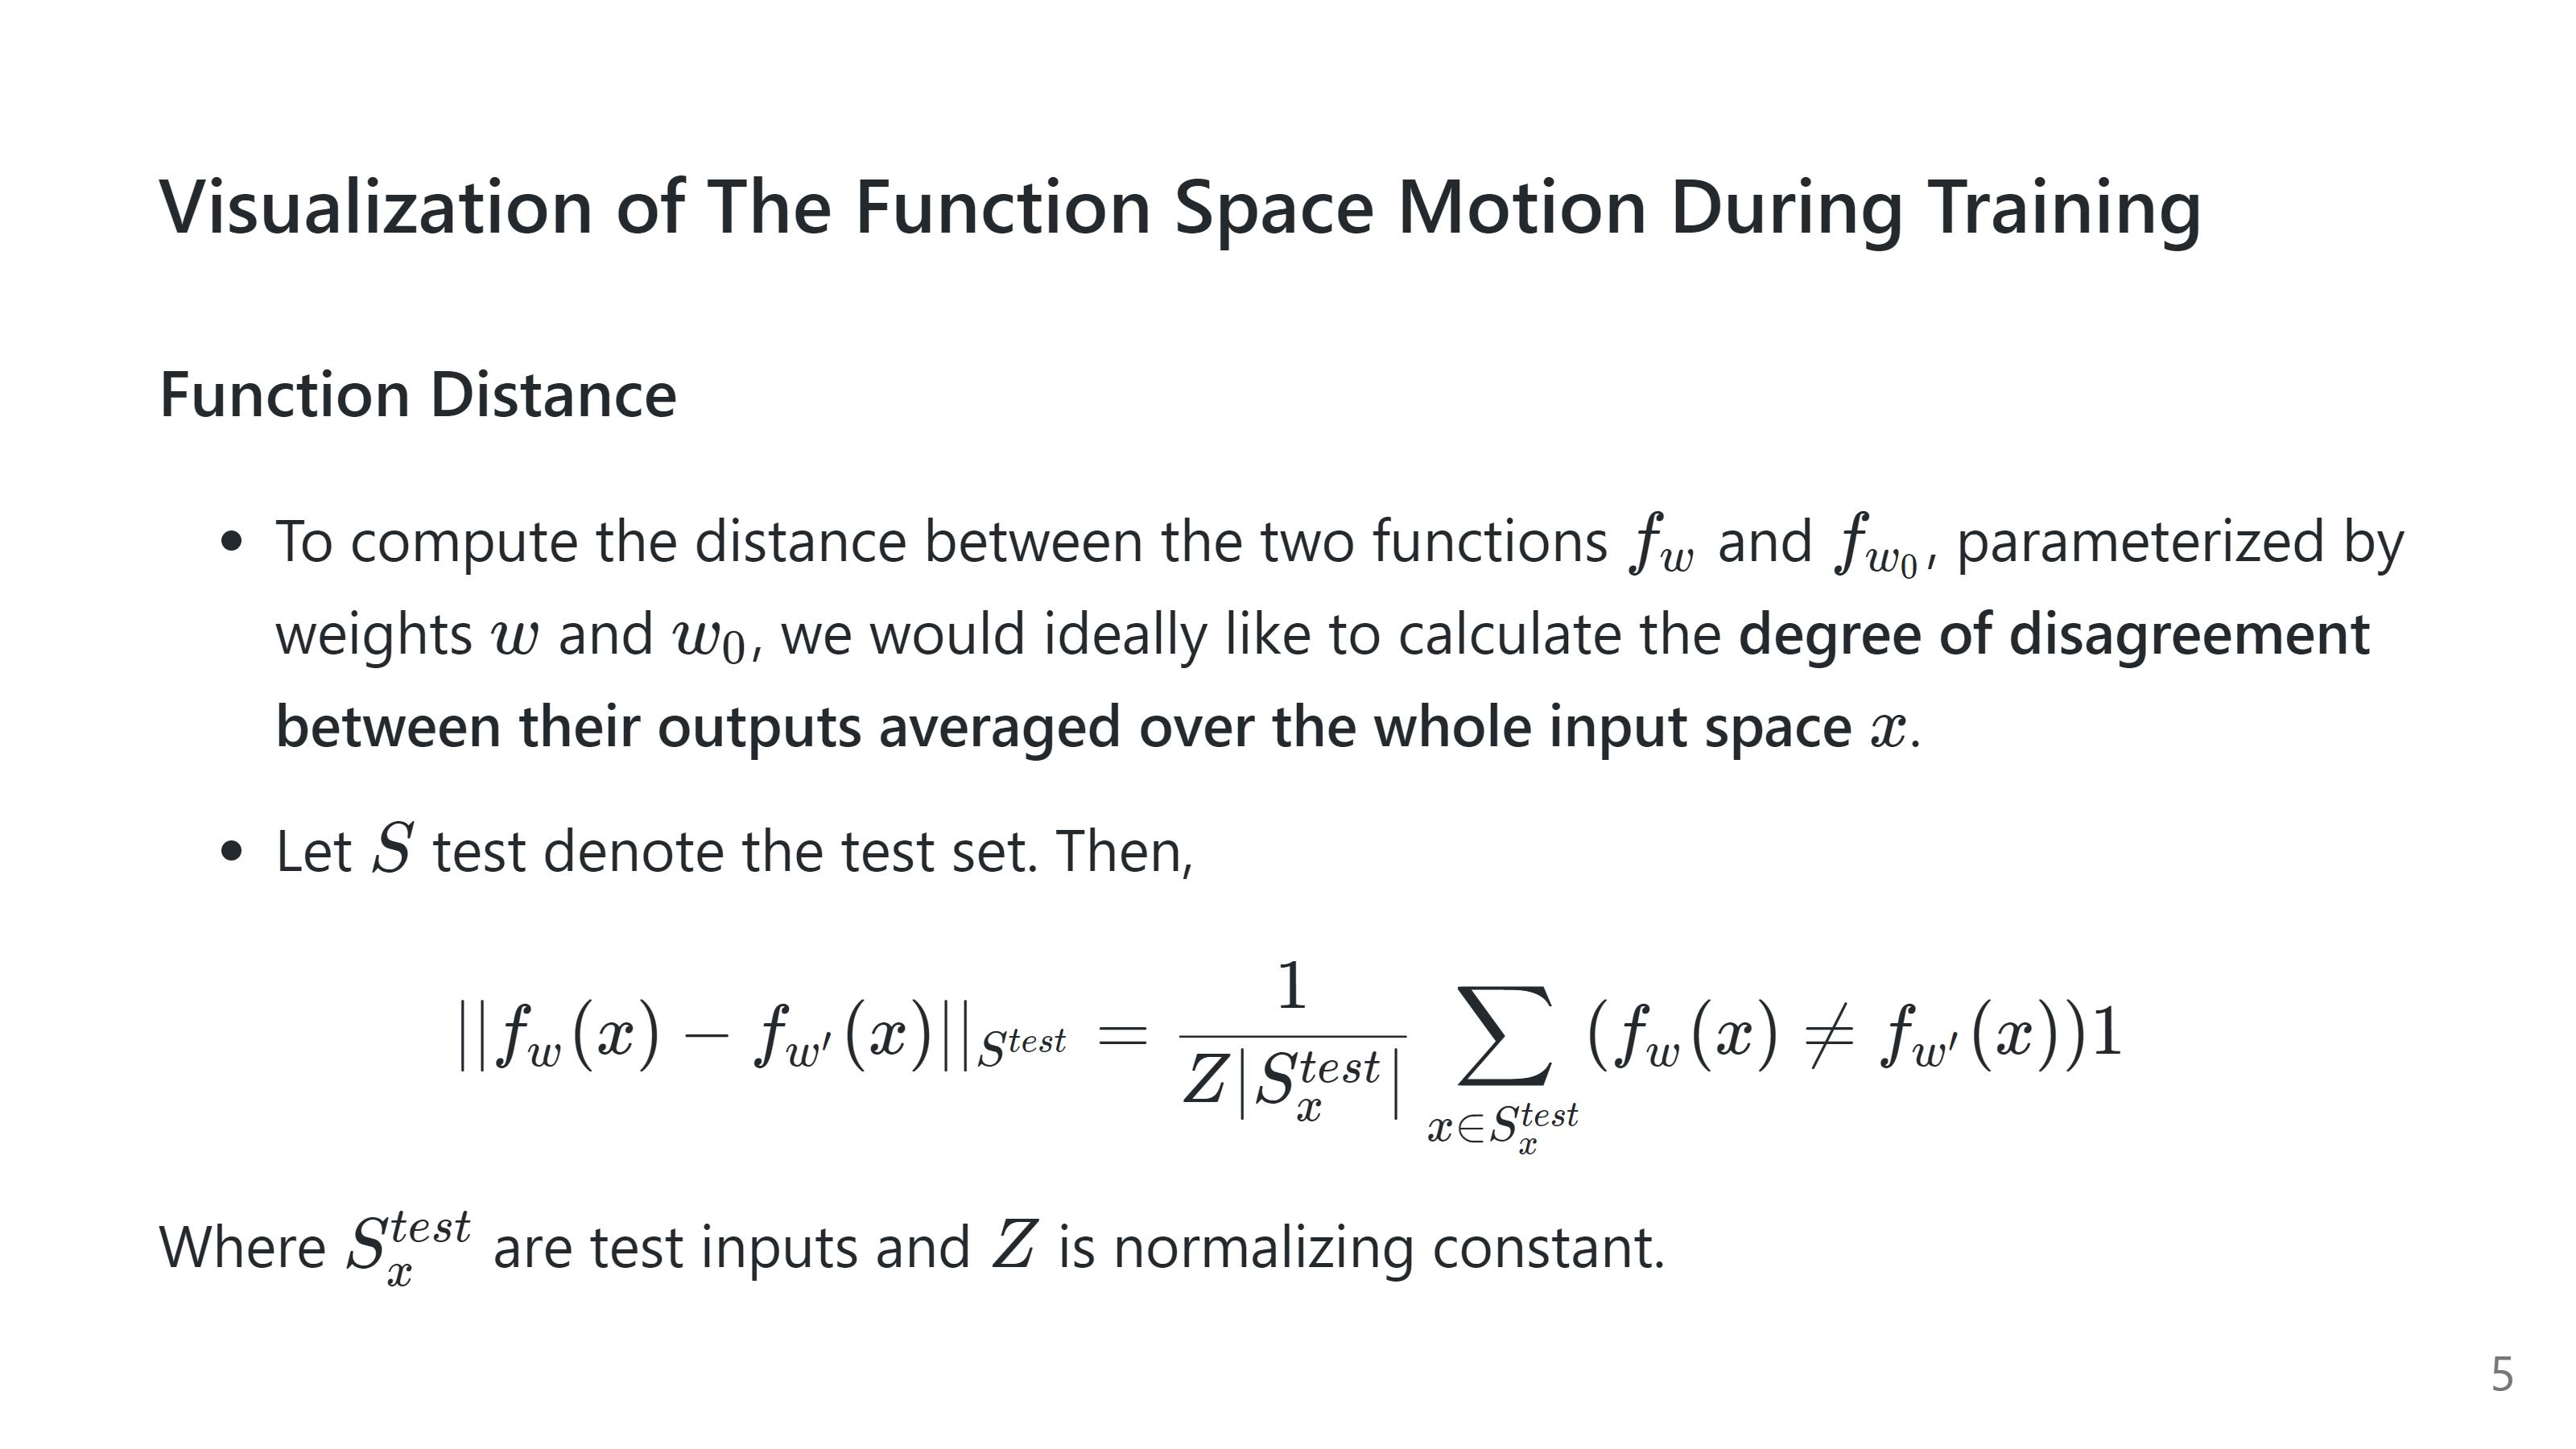 Visualization of The Function Space Motion During Training
Function Distance
• To compute the distance between the two functions $f_w$ and $f_{w_0}$, parameterized by
weights $w$ and $w_0$, we would ideally like to calculate the degree of disagreement
between their outputs averaged over the whole input space $x$.
• Let $S$ test denote the test set. Then,
$||f_w(x) - f_{w'}(x)||_{S^{test}} = \frac{1}{Z|S_x^{test}|} \sum_{x \in S_x^{test}} (f_w(x) \neq f_{w'}(x))1$
Where $S_x^{test}$ are test inputs and $Z$ is normalizing constant.
5